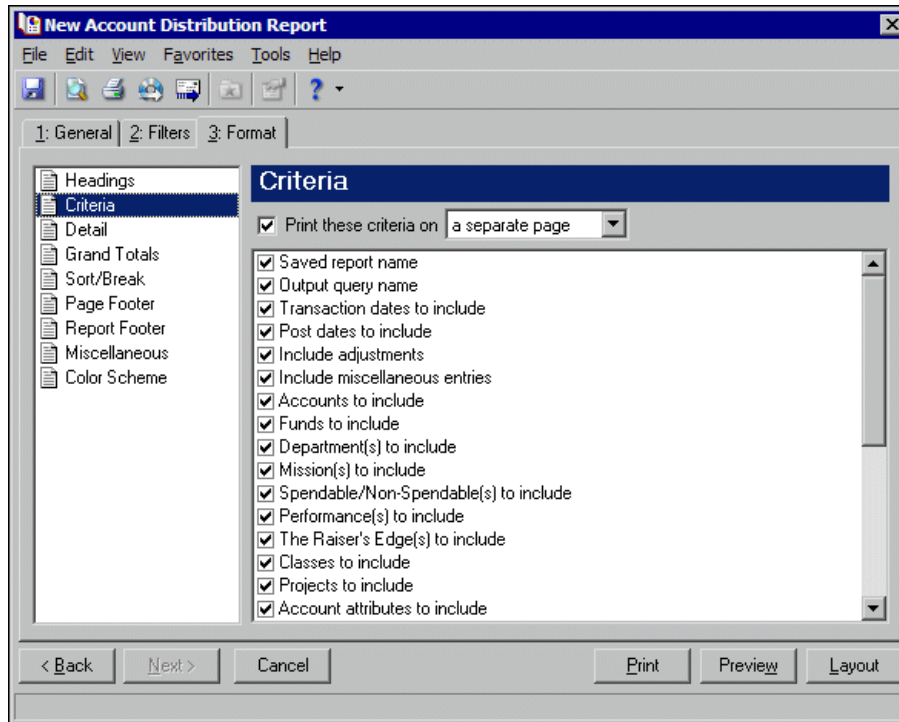 New Account Distribution Report
File Edit View Favorites Tools Help
1: General 2: Filters 3: Format
Headings
Criteria
Detail
Grand Totals
Sort/Break
Page Footer
Report Footer
Miscellaneous
Color Scheme
Criteria
Print these criteria on a separate page
Saved report name
Output query name
Transaction dates to include
Post dates to include
Include adjustments
Include miscellaneous entries
Accounts to include
Funds to include
Department(s) to include
Mission(s) to include
Spendable/Non-Spendable(s) to include
Performance(s) to include
The Raiser's Edge(s) to include
Classes to include
Projects to include
Account attributes to include
< Back Next > Cancel Print Preview Layout